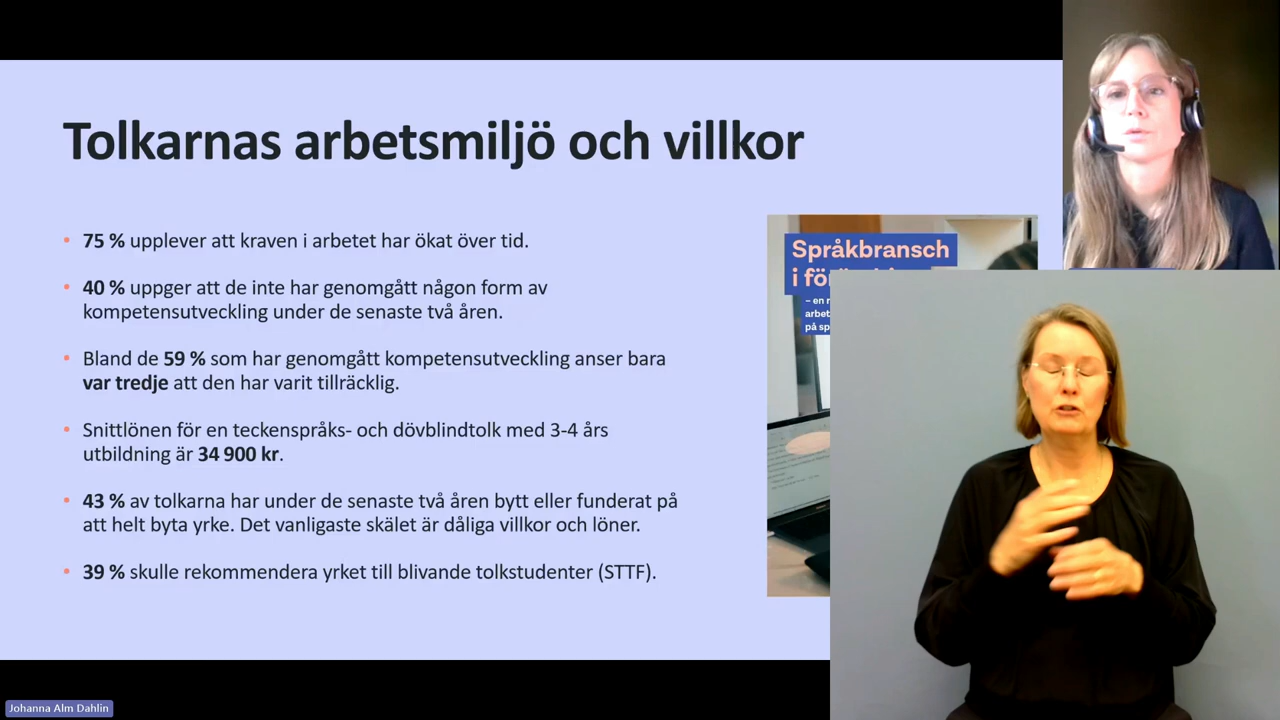 Tolkarnas arbetsmiljö och villkor
• 75 % upplever att kraven i arbetet har ökat över tid.
• 40 % uppger att de inte har genomgått någon form av
kompetensutveckling under de senaste två åren.
• Bland de 59 % som har genomgått kompetensutveckling anser bara
var tredje att den har varit tillräcklig.
• Snittlönen för en teckenspråks- och dövblindtolk med 3-4 års
utbildning är 34 900 kr.
• 43 % av tolkarna har under de senaste två åren bytt eller funderat på
att helt byta yrke. Det vanligaste skälet är dåliga villkor och löner.
• 39 % skulle rekommendera yrket till blivande tolkstudenter (STTF).
Språkbransch
i
– en
på
Johanna Alm Dahlin